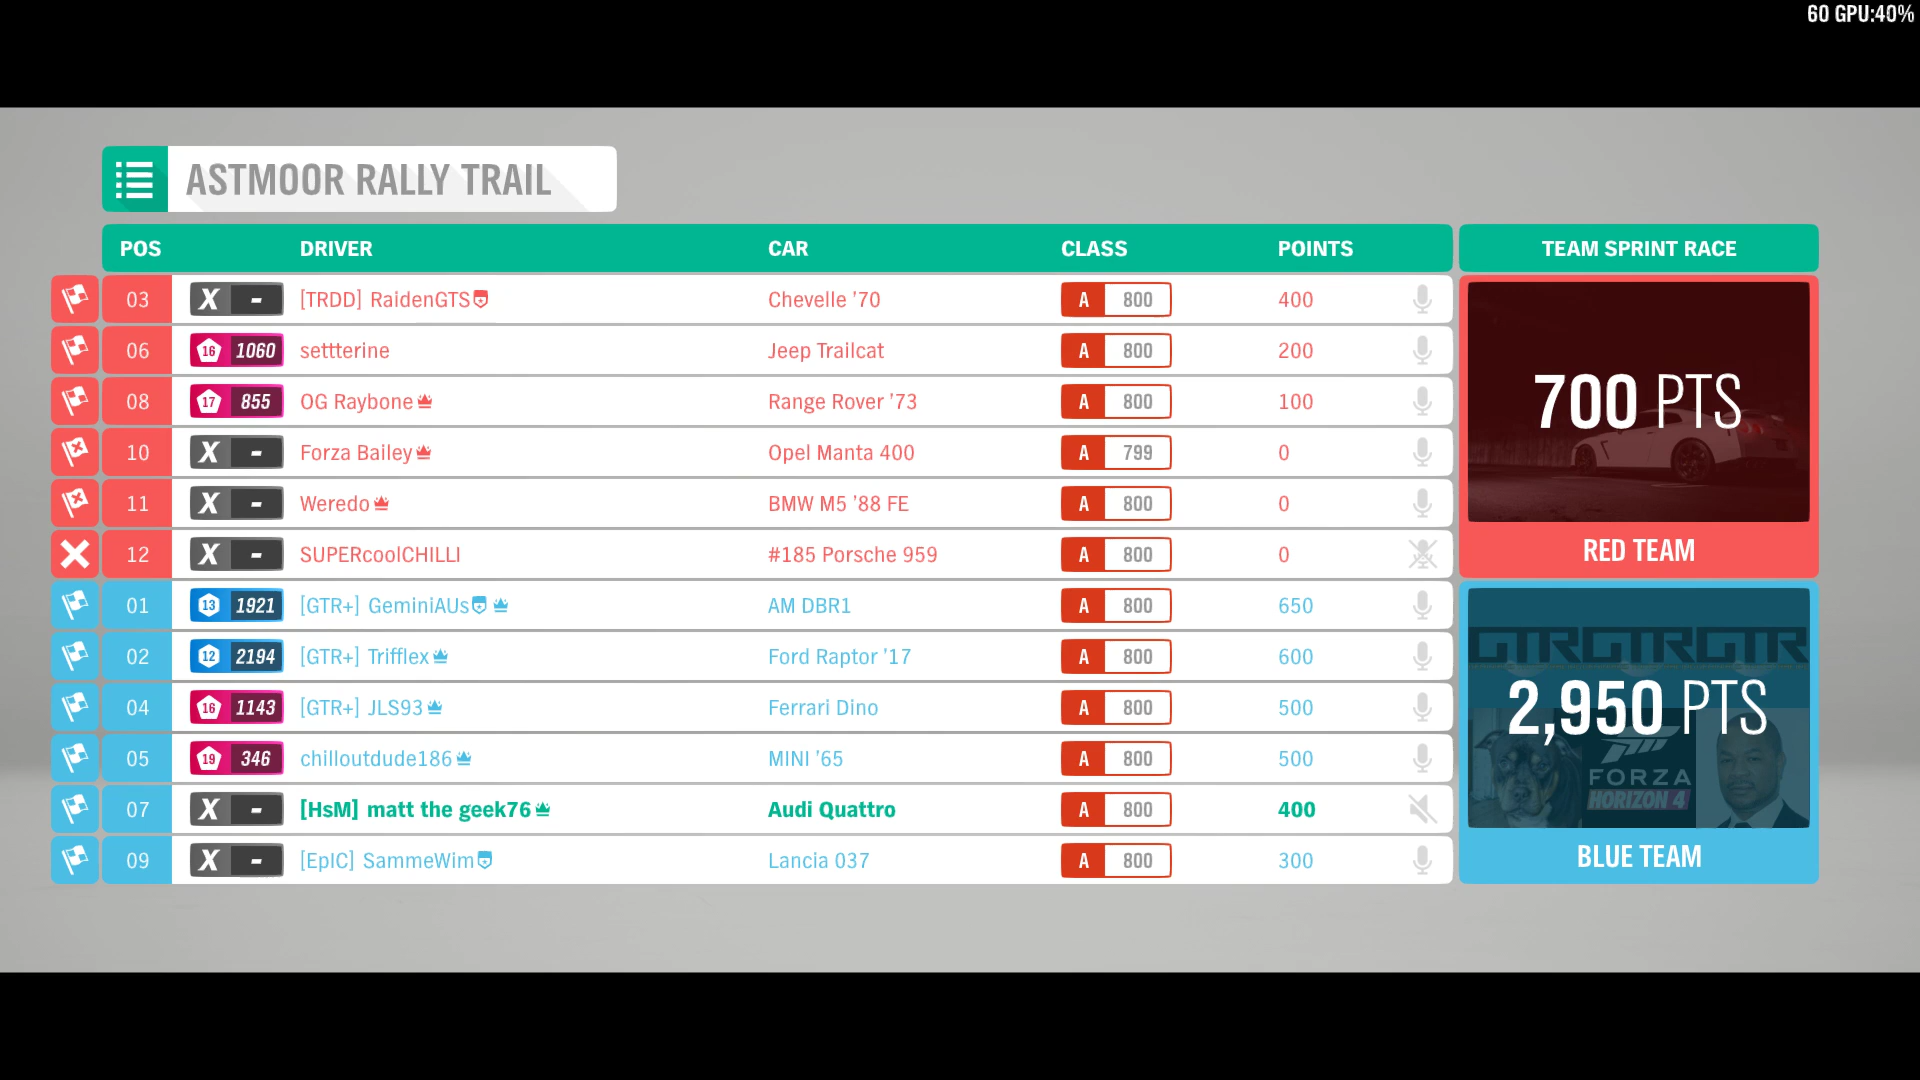 60 GPU:40%
ASTMOOR RALLY TRAIL
POS DRIVER CAR CLASS POINTS TEAM SPRINT RACE
03 X - [TRDD] RaidenGTS Chevelle '70 A 800 400
06 16 1060 settterine Jeep Trailcat A 800 200
08 17 855 OG Raybone Range Rover '73 A 800 100
10 X - Forza Bailey Opel Manta 400 A 799 0
11 X - Weredo BMW M5 '88 FE A 800 0
12 X - SUPERcoolCHILLI #185 Porsche 959 A 800 0
700 PTS
RED TEAM
01 13 1921 [GTR+] GeminiAUs AM DBR1 A 800 650
02 12 2194 [GTR+] Trifflex Ford Raptor '17 A 800 600
04 16 1143 [GTR+] JLS93 Ferrari Dino A 800 500
05 19 346 chilloutdude186 MINI '65 A 800 500
07 X - [HsM] matt the geek76 Audi Quattro A 800 400
09 X - [EpIC] SammeWim Lancia 037 A 800 300
GTR GTR GTR
2,950 PTS
FORZA
HORIZON 4
BLUE TEAM